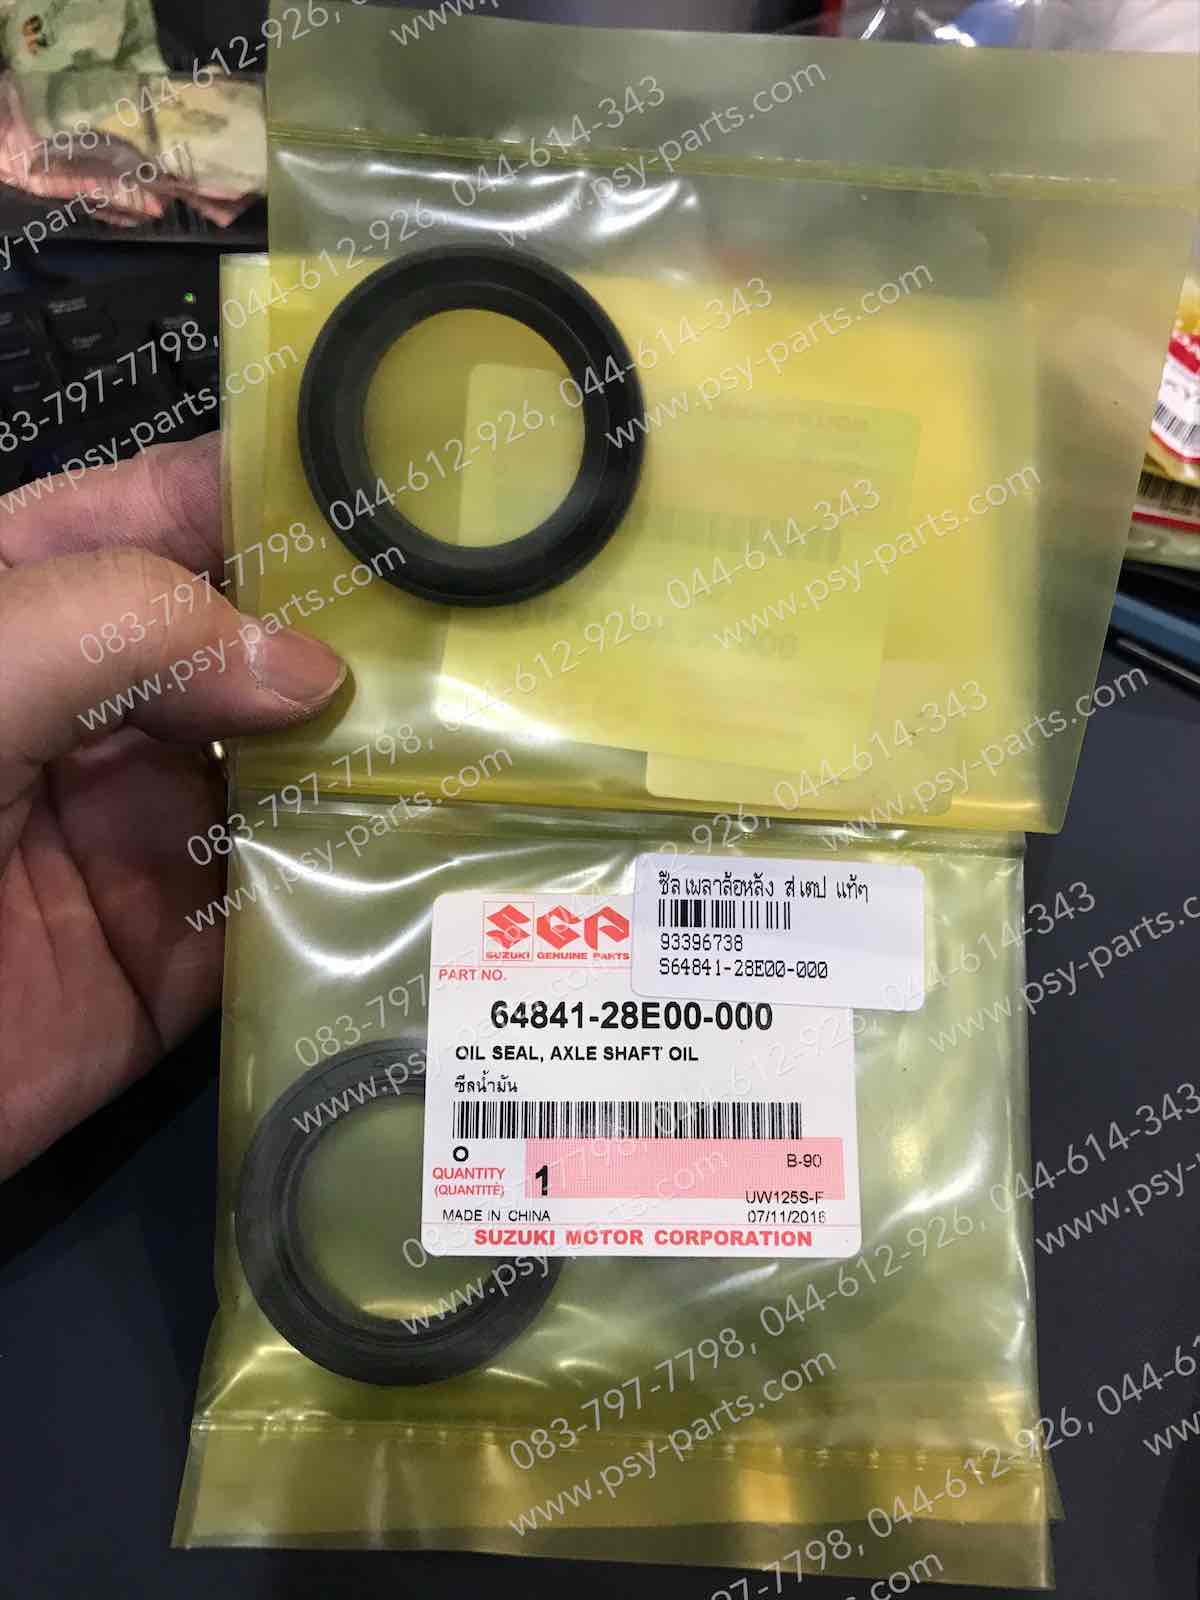 ซีลเพลาล้อหลัง สเตป แท้ๆ
93396738
S64841-28E00-000
SGP
SUZUKI GENUINE PARTS
PART NO.
64841-28E00-000
OIL SEAL, AXLE SHAFT OIL
ซีลน้ำมัน
O
QUANTITY
(QUANTITÉ)
1
B-90
UW125S-F
MADE IN CHINA
07/11/2016
SUZUKI MOTOR CORPORATION
083-797-7798, 044-612-926, 044-614-343
www.psy-parts.com